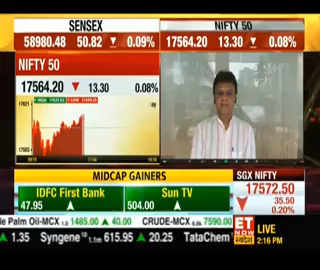 SENSEX
58980.48 50.82 ▼ 0.09%
NIFTY 50
17564.20 13.30 ▼ 0.08%
NIFTY 50
17564.20 ▼ 13.30 0.08%
MIDCAP GAINERS
IDFC First Bank
47.95 ▲
Sun TV
504.00 ▲
SGX NIFTY
17572.50
▼ 35.50
0.20%
le Palm Oil-MCX 1485.00 ▲ 40.00 CRUDE-MCX 7590.00
▲ 1.35 Syngene 1.1m 615.95 ▲ 20.25 TataChem
ET NOW
स्वदेश
LIVE
2:16 PM